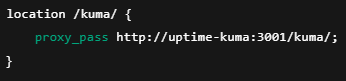 location /kuma/ {
proxy_pass http://uptime-kuma:3001/kuma/;
}